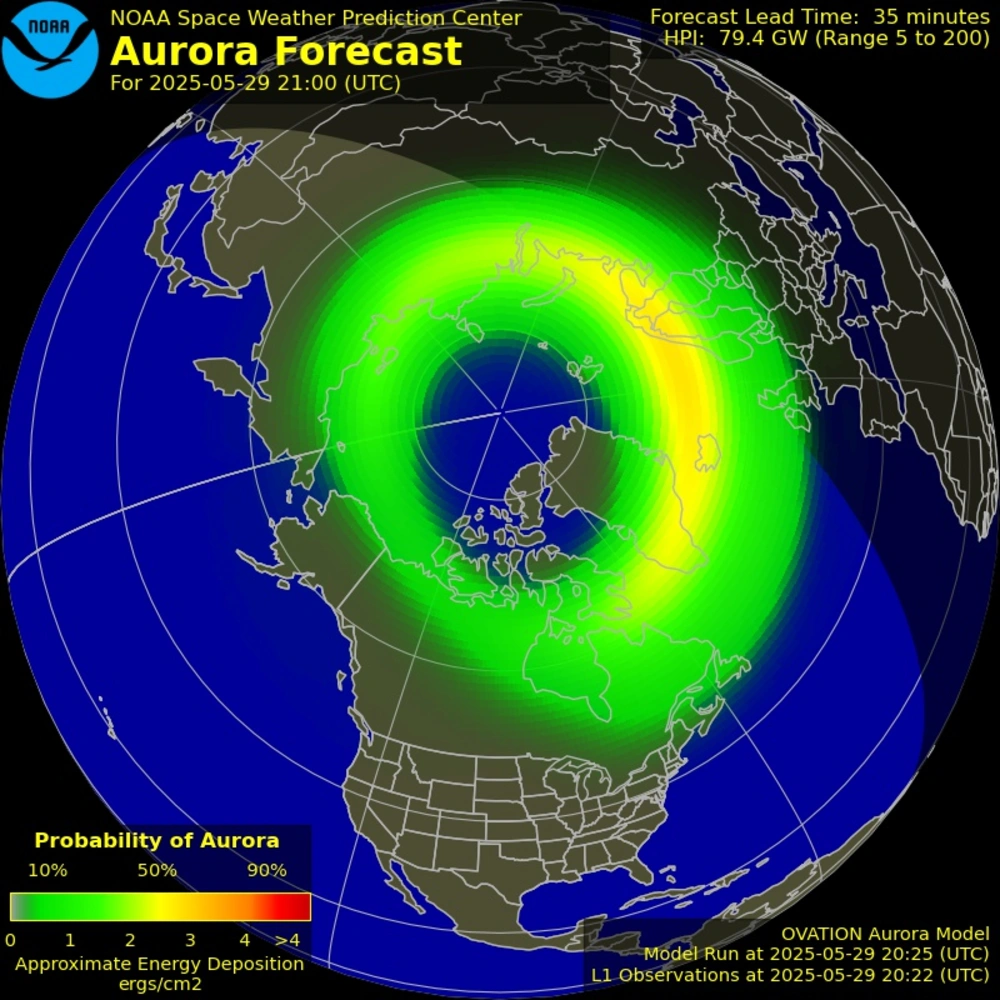 NOAA
NOAA Space Weather Prediction Center
Aurora Forecast
For 2025-05-29 21:00 (UTC)
Forecast Lead Time: 35 minutes
HPI: 79.4 GW (Range 5 to 200)
Probability of Aurora
10% 50% 90%
0 1 2 3 4 >4
Approximate Energy Deposition
ergs/cm2
OVATION Aurora Model
Model Run at 2025-05-29 20:25 (UTC)
L1 Observations at 2025-05-29 20:22 (UTC)